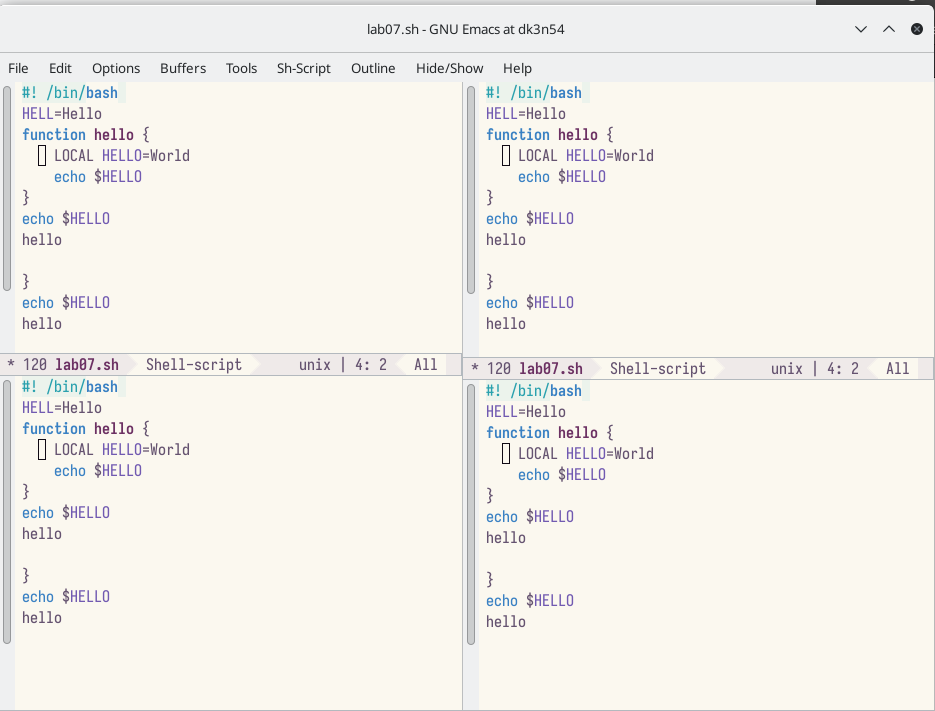 lab07.sh - GNU Emacs at dk3n54
File Edit Options Buffers Tools Sh-Script Outline Hide/Show Help
#! /bin/bash
HELL=Hello
function hello {
LOCAL HELLO=World
echo $HELLO
}
echo $HELLO
hello
}
echo $HELLO
hello
* 120 lab07.sh Shell-script unix | 4: 2 All
#! /bin/bash
HELL=Hello
function hello {
LOCAL HELLO=World
echo $HELLO
}
echo $HELLO
hello
}
echo $HELLO
hello
* 120 lab07.sh Shell-script unix | 4: 2 All
#! /bin/bash
HELL=Hello
function hello {
LOCAL HELLO=World
echo $HELLO
}
echo $HELLO
hello
}
echo $HELLO
hello
#! /bin/bash
HELL=Hello
function hello {
LOCAL HELLO=World
echo $HELLO
}
echo $HELLO
hello
}
echo $HELLO
hello